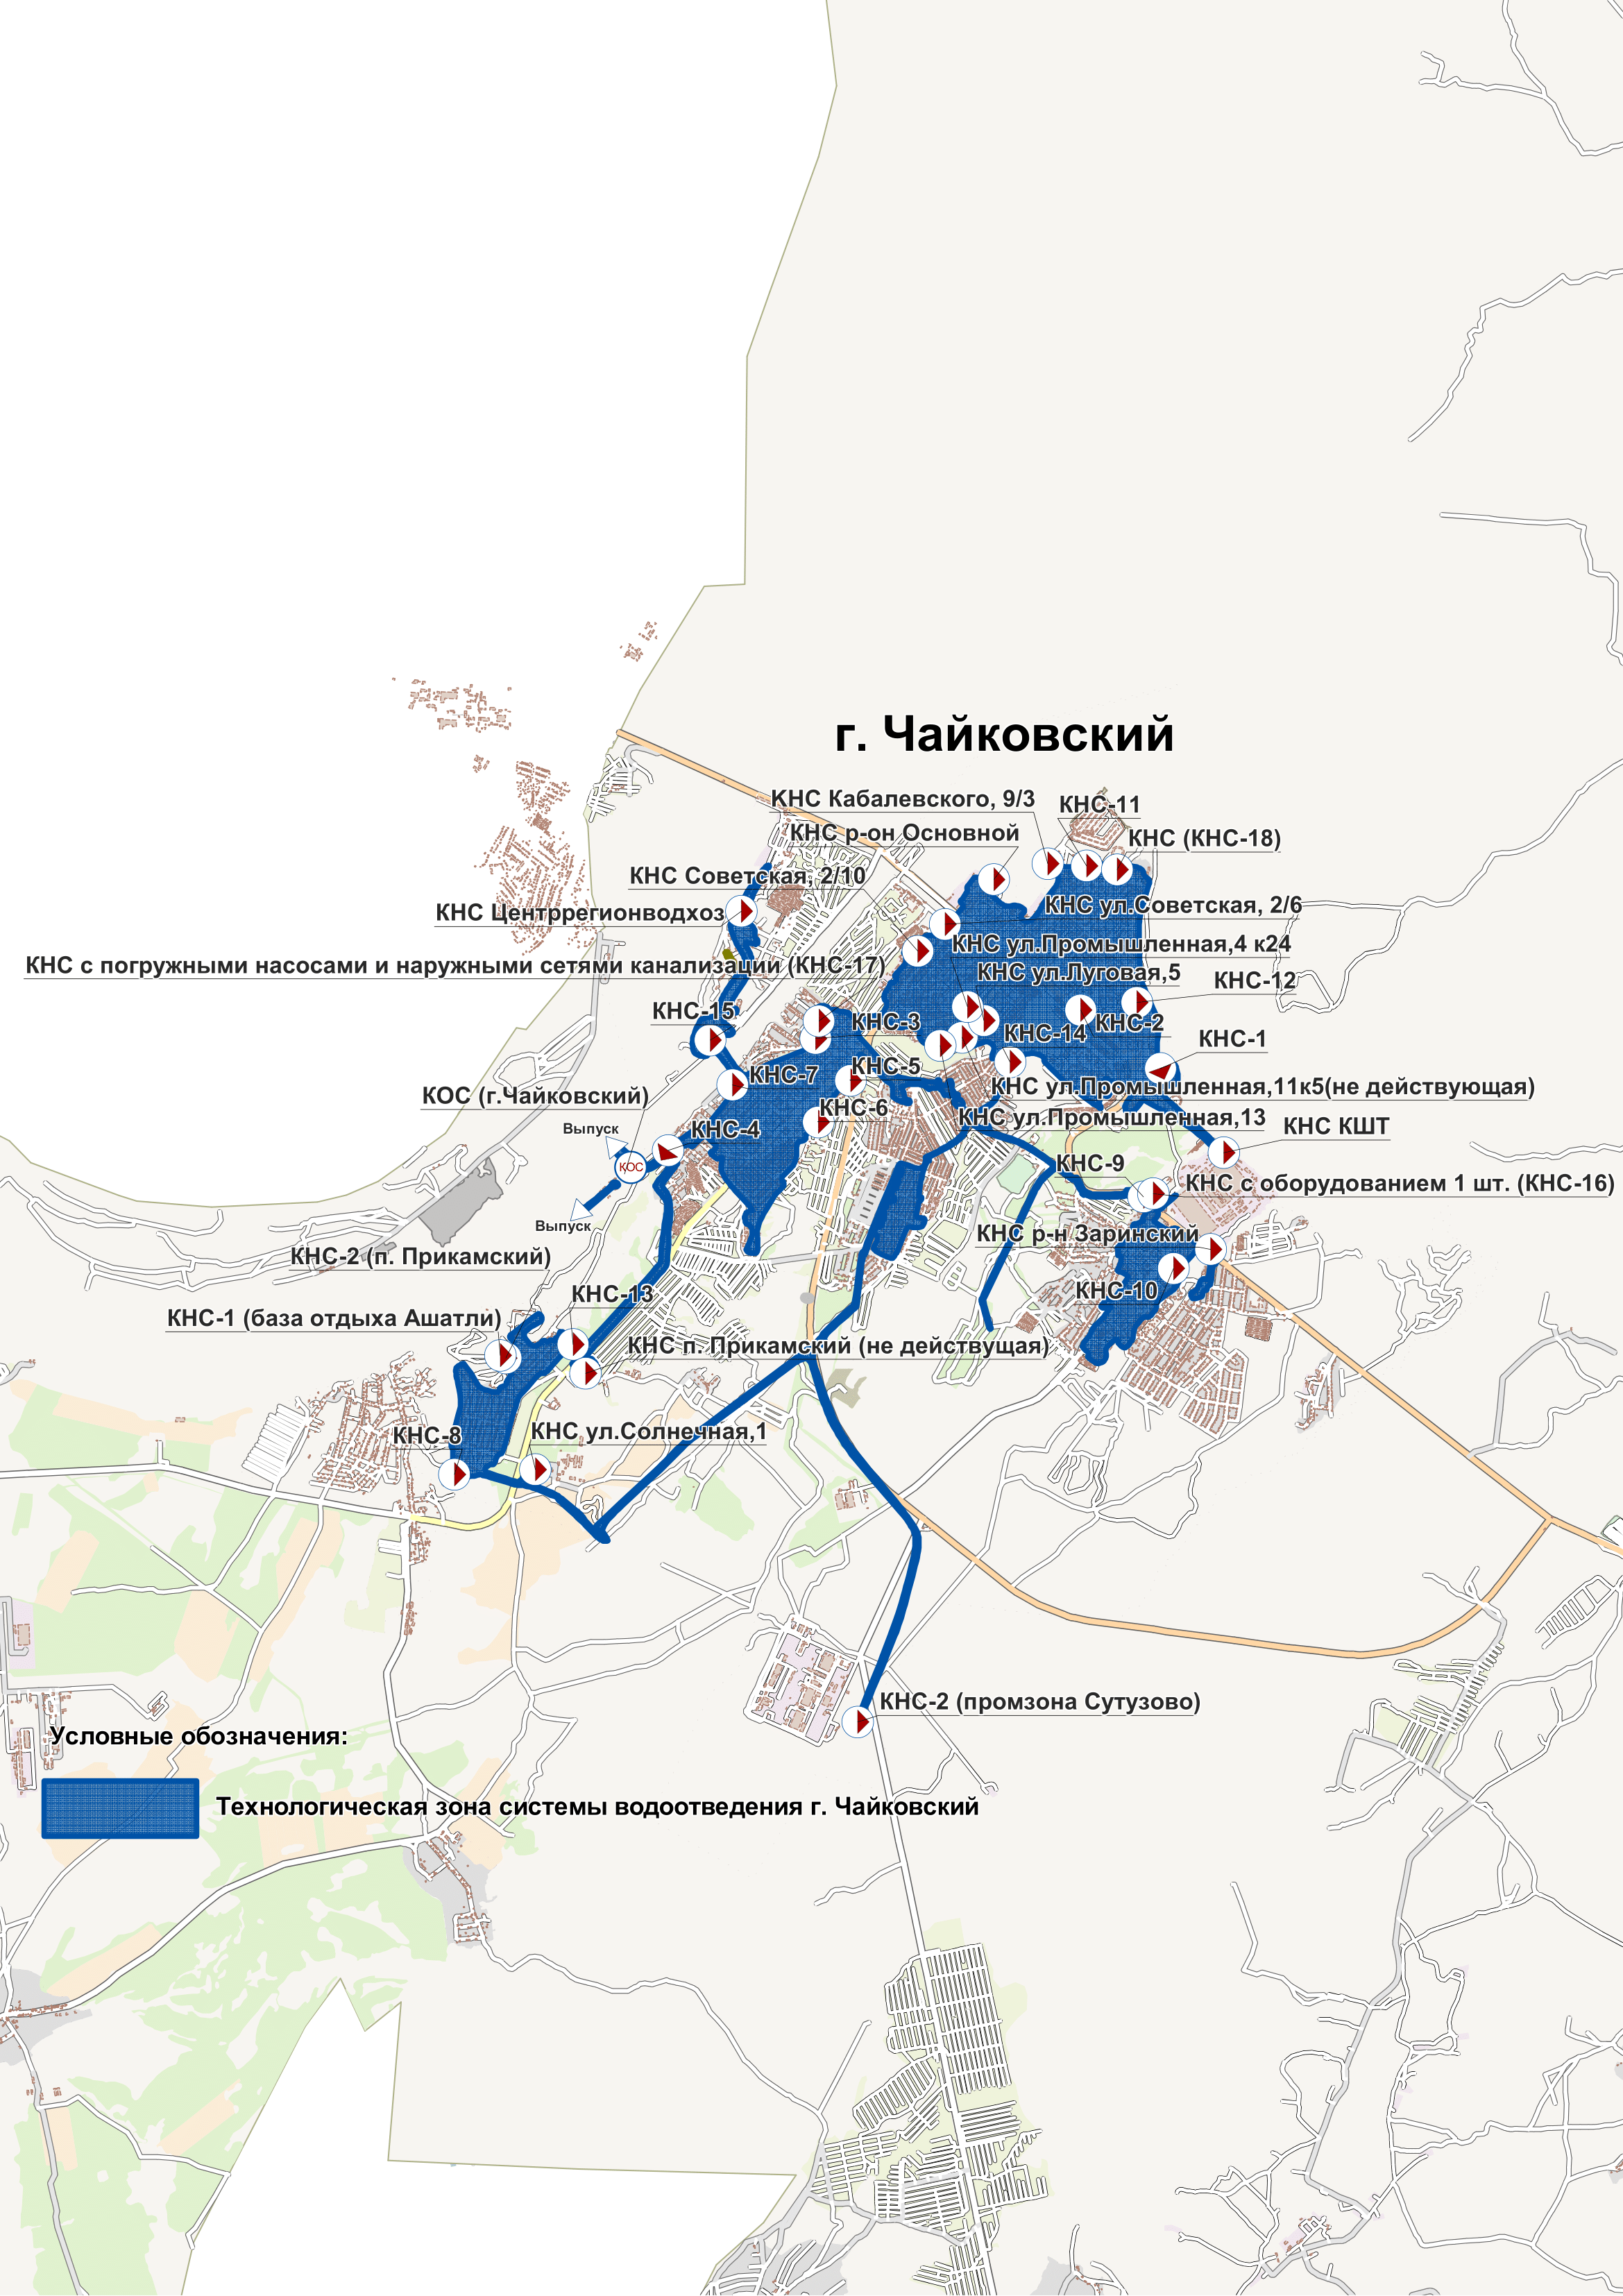 г. Чайковский
КНС Кабалевского, 9/3
КНС-11
КНС р-он Основной
КНС (КНС-18)
КНС Советская, 2/10
КНС ул.Советская, 2/6
КНС Центррегионводхоз
КНС ул.Промышленная,4 к24
КНС с погружными насосами и наружными сетями канализации (КНС-17)
КНС ул.Луговая,5
КНС-12
КНС-15
КНС-3
КНС-2
КНС-14
КНС-1
КНС-5
КНС-7
КНС ул.Промышленная,11к5(не действующая)
КОС (г.Чайковский)
КНС-6
КНС ул.Промышленная,13
КНС КШТ
Выпуск
КНС-4
КОС
КНС-9
КНС с оборудованием 1 шт. (КНС-16)
Выпуск
КНС р-н Заринский
КНС-2 (п. Прикамский)
КНС-13
КНС-10
КНС-1 (база отдыха Ашатли)
КНС п. Прикамский (не действущая)
КНС-8
КНС ул.Солнечная,1
КНС-2 (промзона Сутузово)
Условные обозначения:
Технологическая зона системы водоотведения г. Чайковский